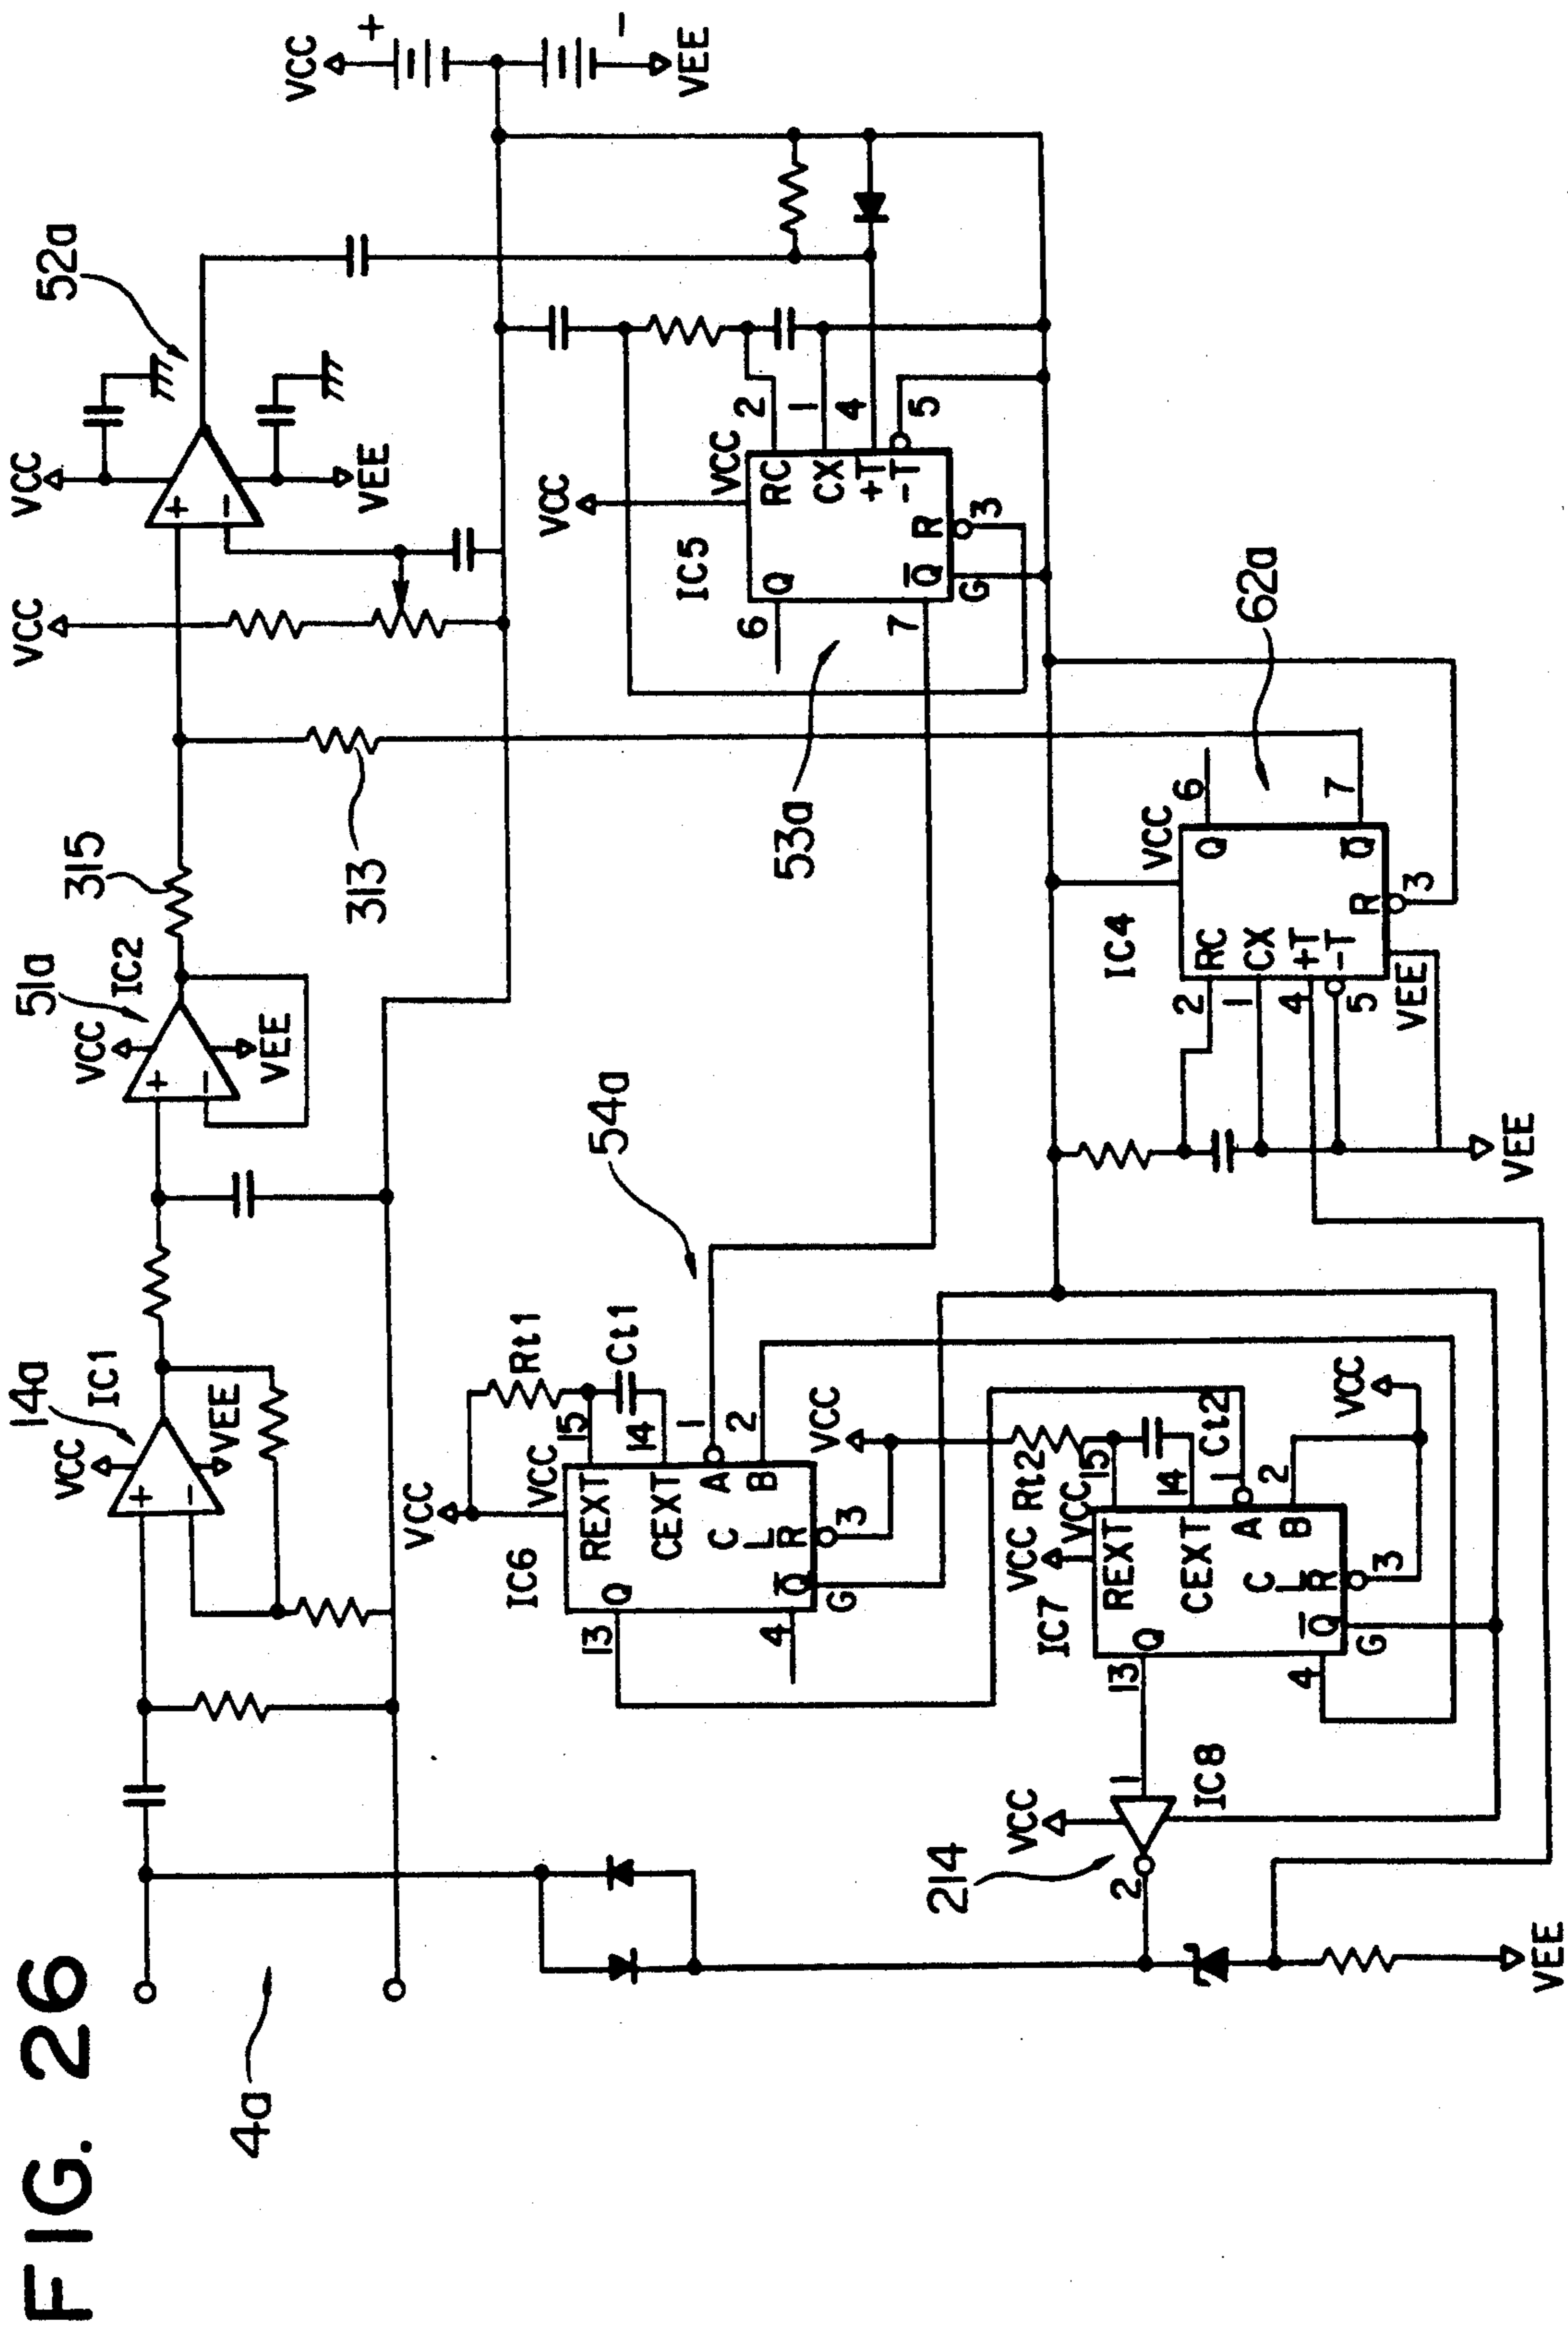 FIG. 26
4a
14a
IC1
VCC
VEE
+
−
51a
IC2
VCC
VEE
+
−
315
313
VCC
52a
VCC
VEE
+
−
VCC
+
−
VEE
IC6
VCC
VCC
Rt1
Ct1
15
14
1
2
REXT
CEXT
A
B
C
L
R
3
VCC
Q
13
Q̅
4
G
54a
IC5
VCC
VCC
RC
CX
+T
−T
2
1
4
5
R
3
Q
6
Q̅
7
G
53a
IC7
VCC
VCC
Rt2
Ct2
15
14
1
2
REXT
CEXT
A
B
C
L
R
3
VCC
Q
13
Q̅
4
G
IC4
VCC
RC
CX
+T
−T
2
1
4
5
R
3
Q
6
Q̅
7
VEE
VEE
62a
214
VCC
1
2
IC8
VEE